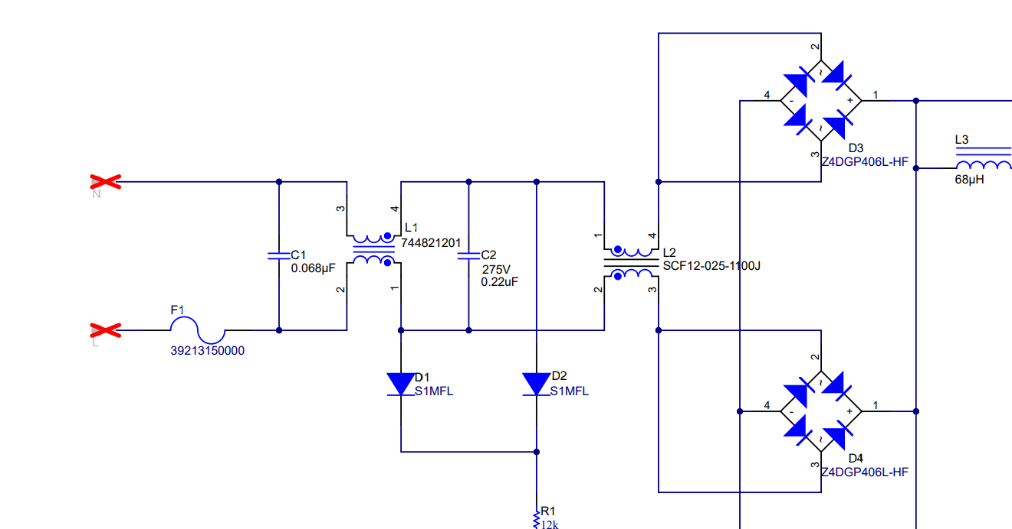 2
4
-
~
+
1
3
D3
Z4DGP406L-HF
L3
68µH
N
3
4
L1
744821201
C1
0.068µF
C2
275V
0.22uF
1
4
L2
SCF12-025-1100J
2
1
2
3
F1
39213150000
L
D1
S1MFL
D2
S1MFL
2
4
-
~
+
1
3
~
D4
Z4DGP406L-HF
R1
12k